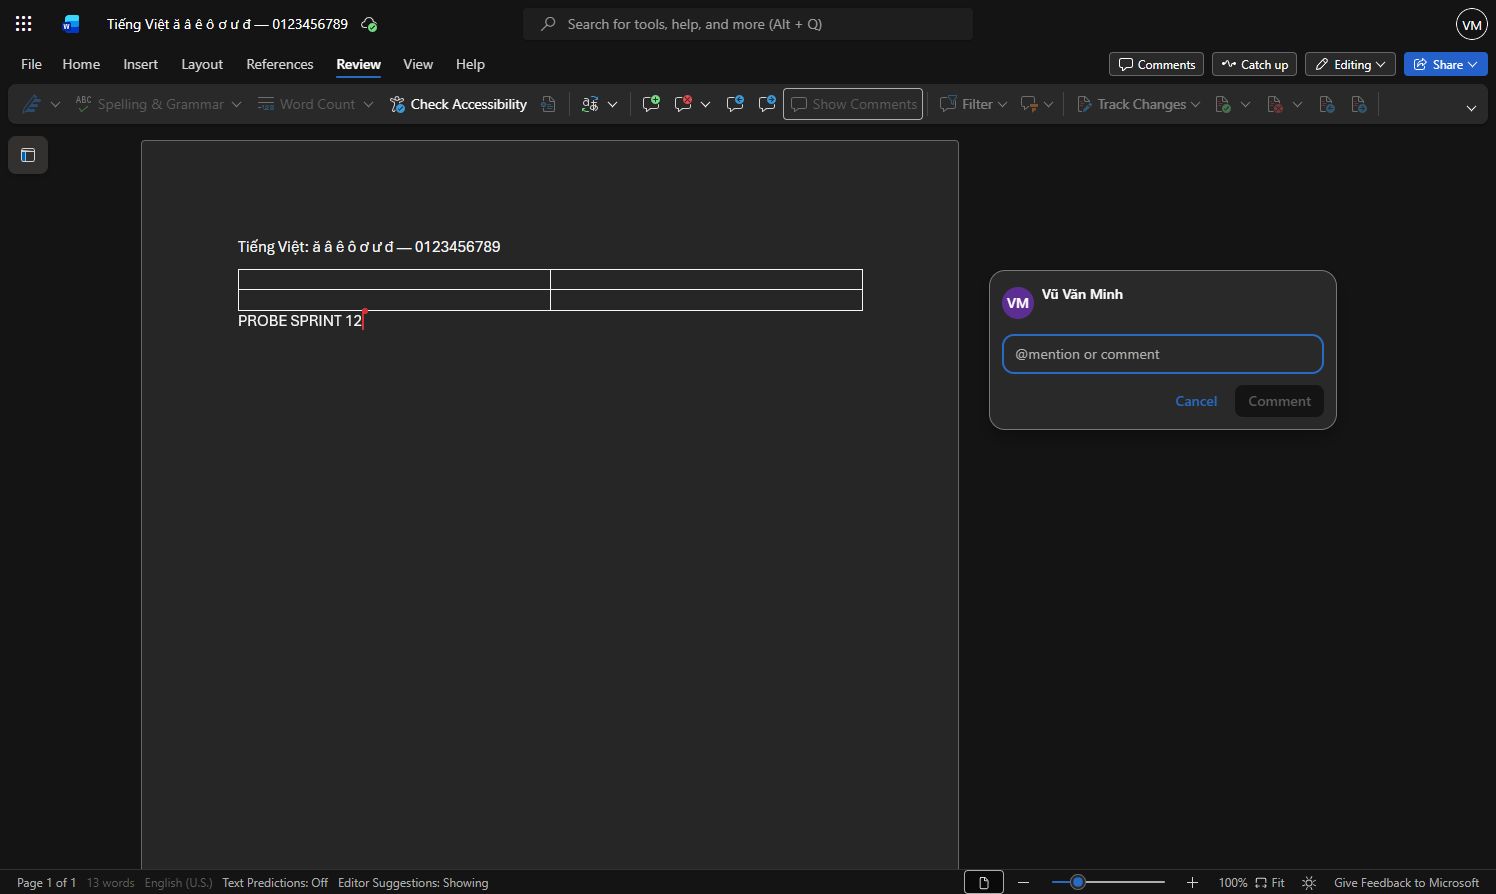 Tiếng Việt ă â ê ô ơ ư đ — 0123456789
Search for tools, help, and more (Alt + Q)
VM
File Home Insert Layout References Review View Help
Comments Catch up Editing Share
ABC Spelling & Grammar Word Count Check Accessibility Show Comments Filter Track Changes
Tiếng Việt: ă â ê ô ơ ư đ — 0123456789
PROBE SPRINT 12
VM Vũ Văn Minh
@mention or comment
Cancel Comment
Page 1 of 1 13 words English (U.S.) Text Predictions: Off Editor Suggestions: Showing 100% Fit Give Feedback to Microsoft